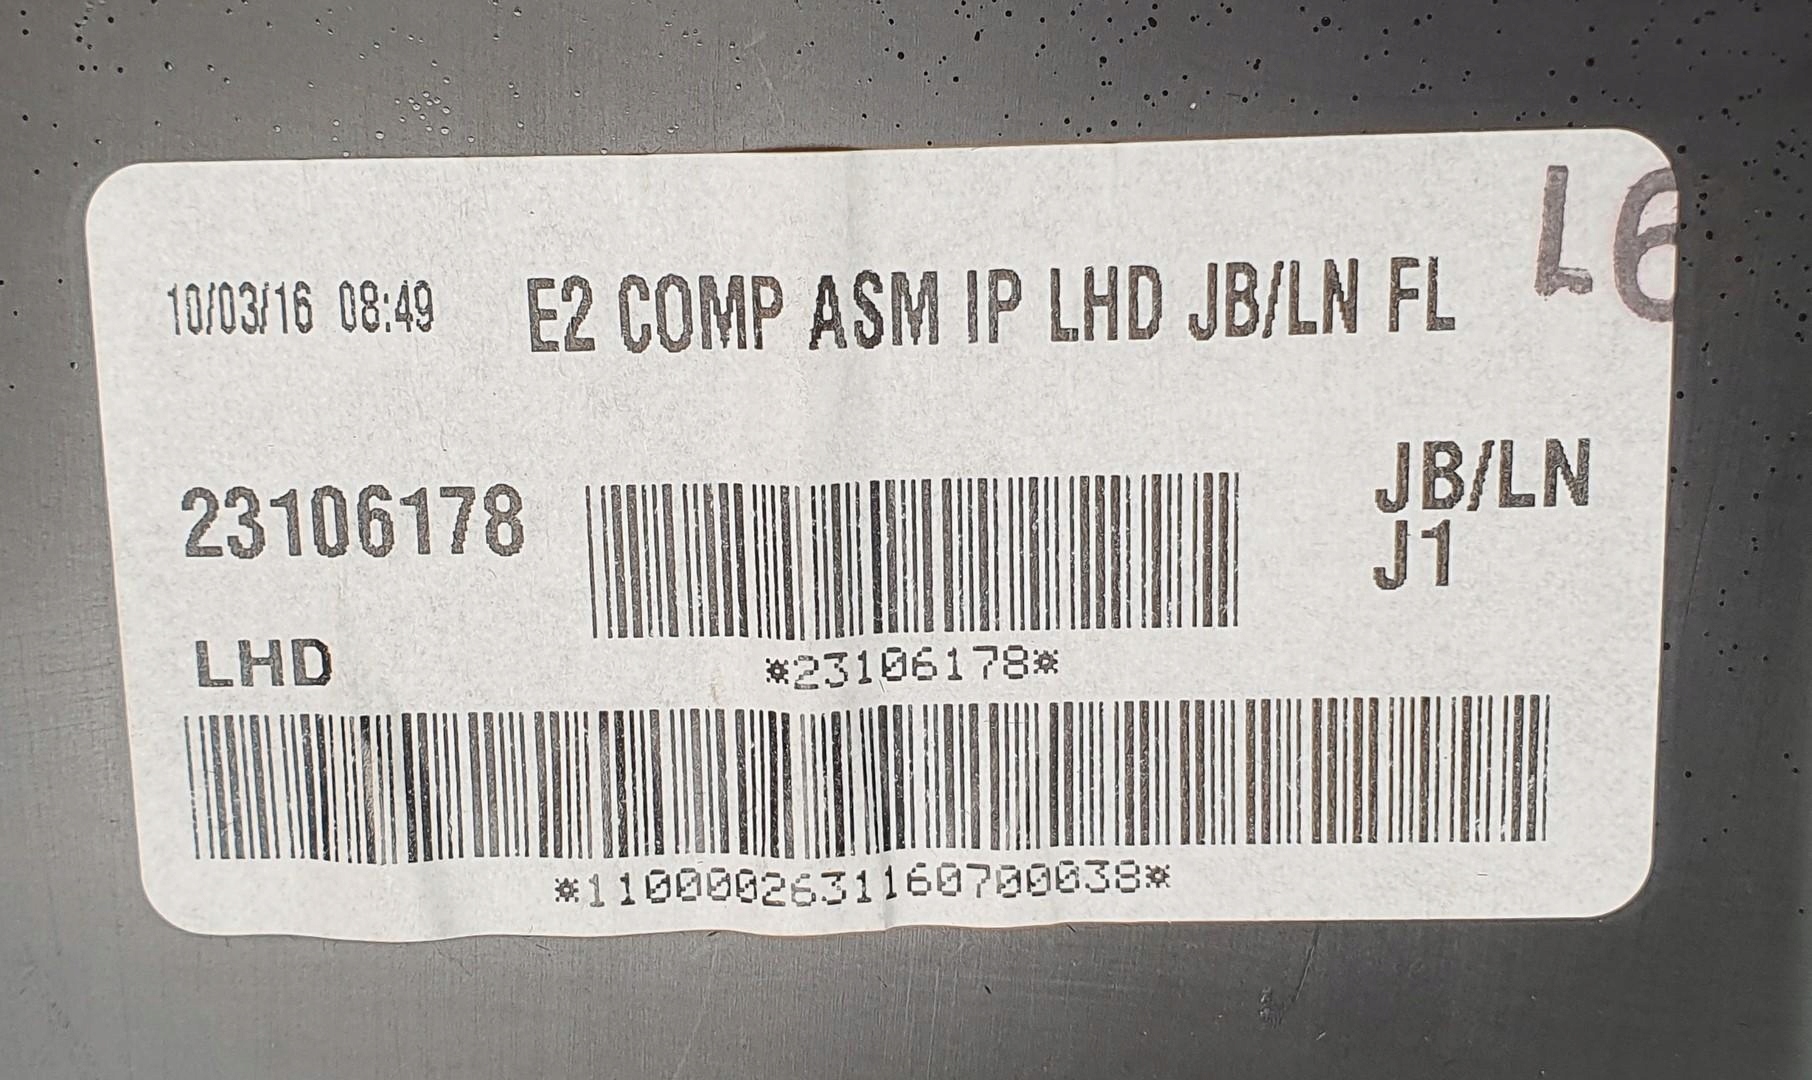 L6
10/03/16 08:49 E2 COMP ASM IP LHD JB/LN FL
23106178
JB/LN
J1
LHD
*23106178*
*1100002631160700038*